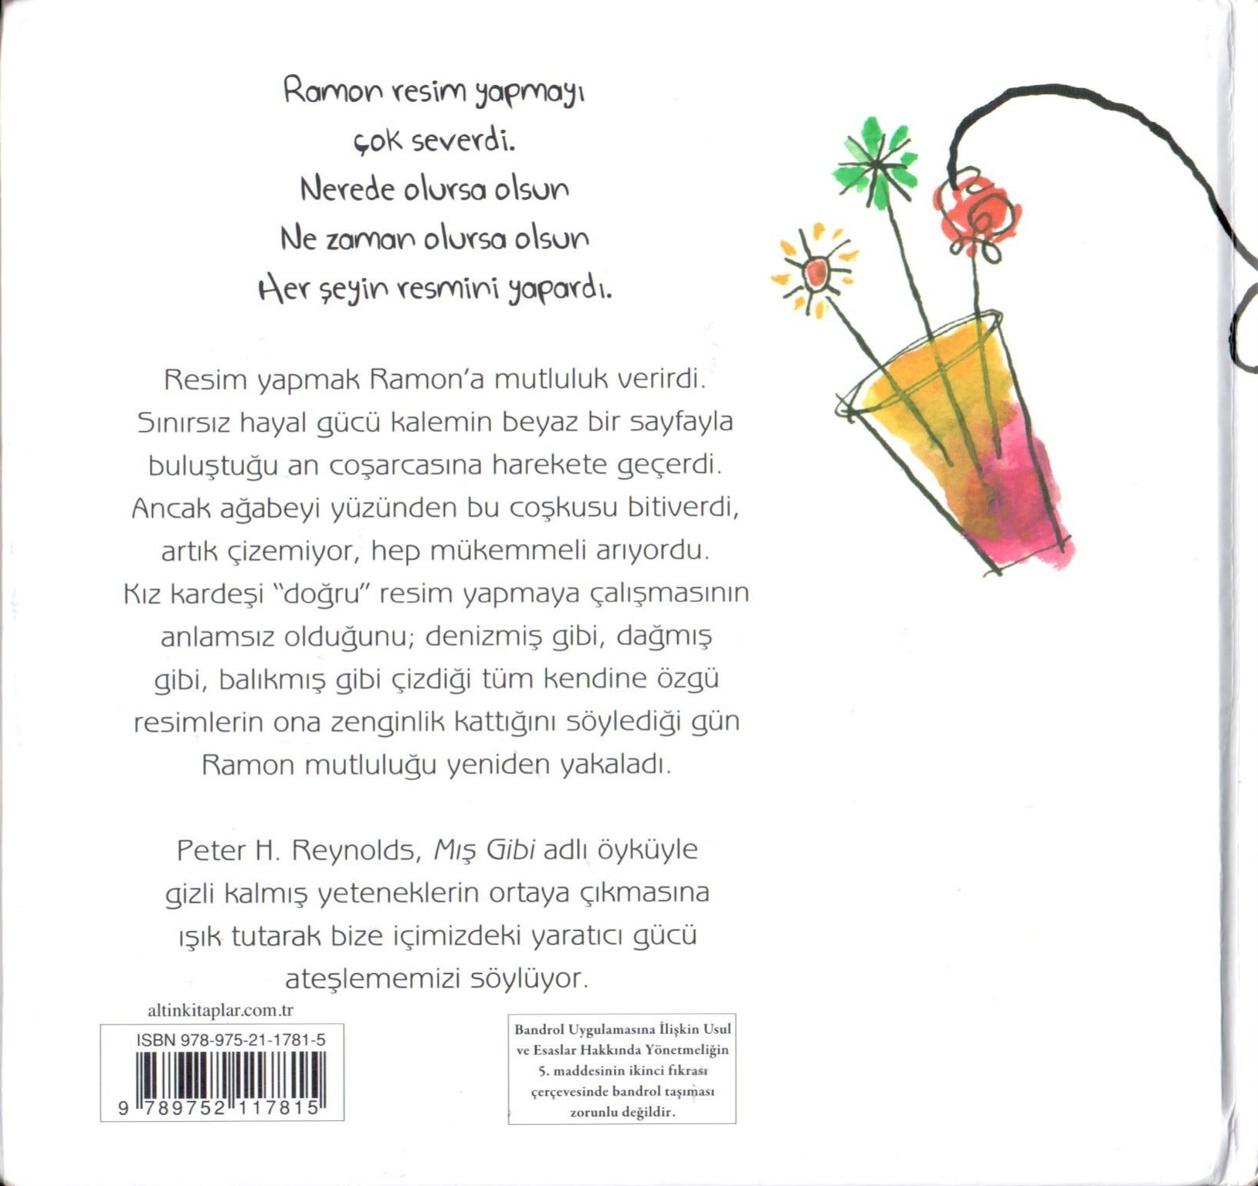 Ramon resim yapmayı
çok severdi.
Nerede olursa olsun
Ne zaman olursa olsun
Her şeyin resmini yapardı.
Resim yapmak Ramon'a mutluluk verirdi.
Sınırsız hayal gücü kalemin beyaz bir sayfayla
buluştuğu an coşarcasına harekete geçerdi.
Ancak ağabeyi yüzünden bu coşkusu bitiverdi,
artık çizemiyor, hep mükemmeli arıyordu.
Kız kardeşi "doğru" resim yapmaya çalışmasının
anlamsız olduğunu; denizmiş gibi, dağmış
gibi, balıkmış gibi çizdiği tüm kendine özgü
resimlerin ona zenginlik kattığını söylediği gün
Ramon mutluluğu yeniden yakaladı.
Peter H. Reynolds, Mış Gibi adlı öyküyle
gizli kalmış yeteneklerin ortaya çıkmasına
ışık tutarak bize içimizdeki yaratıcı gücü
ateşlememizi söylüyor.
altinkitaplar.com.tr
ISBN 978-975-21-1781-5
9 789752 117815
Bandrol Uygulamasına İlişkin Usul
ve Esaslar Hakkında Yönetmeliğin
5. maddesinin ikinci fıkrası
çerçevesinde bandrol taşıması
zorunlu değildir.